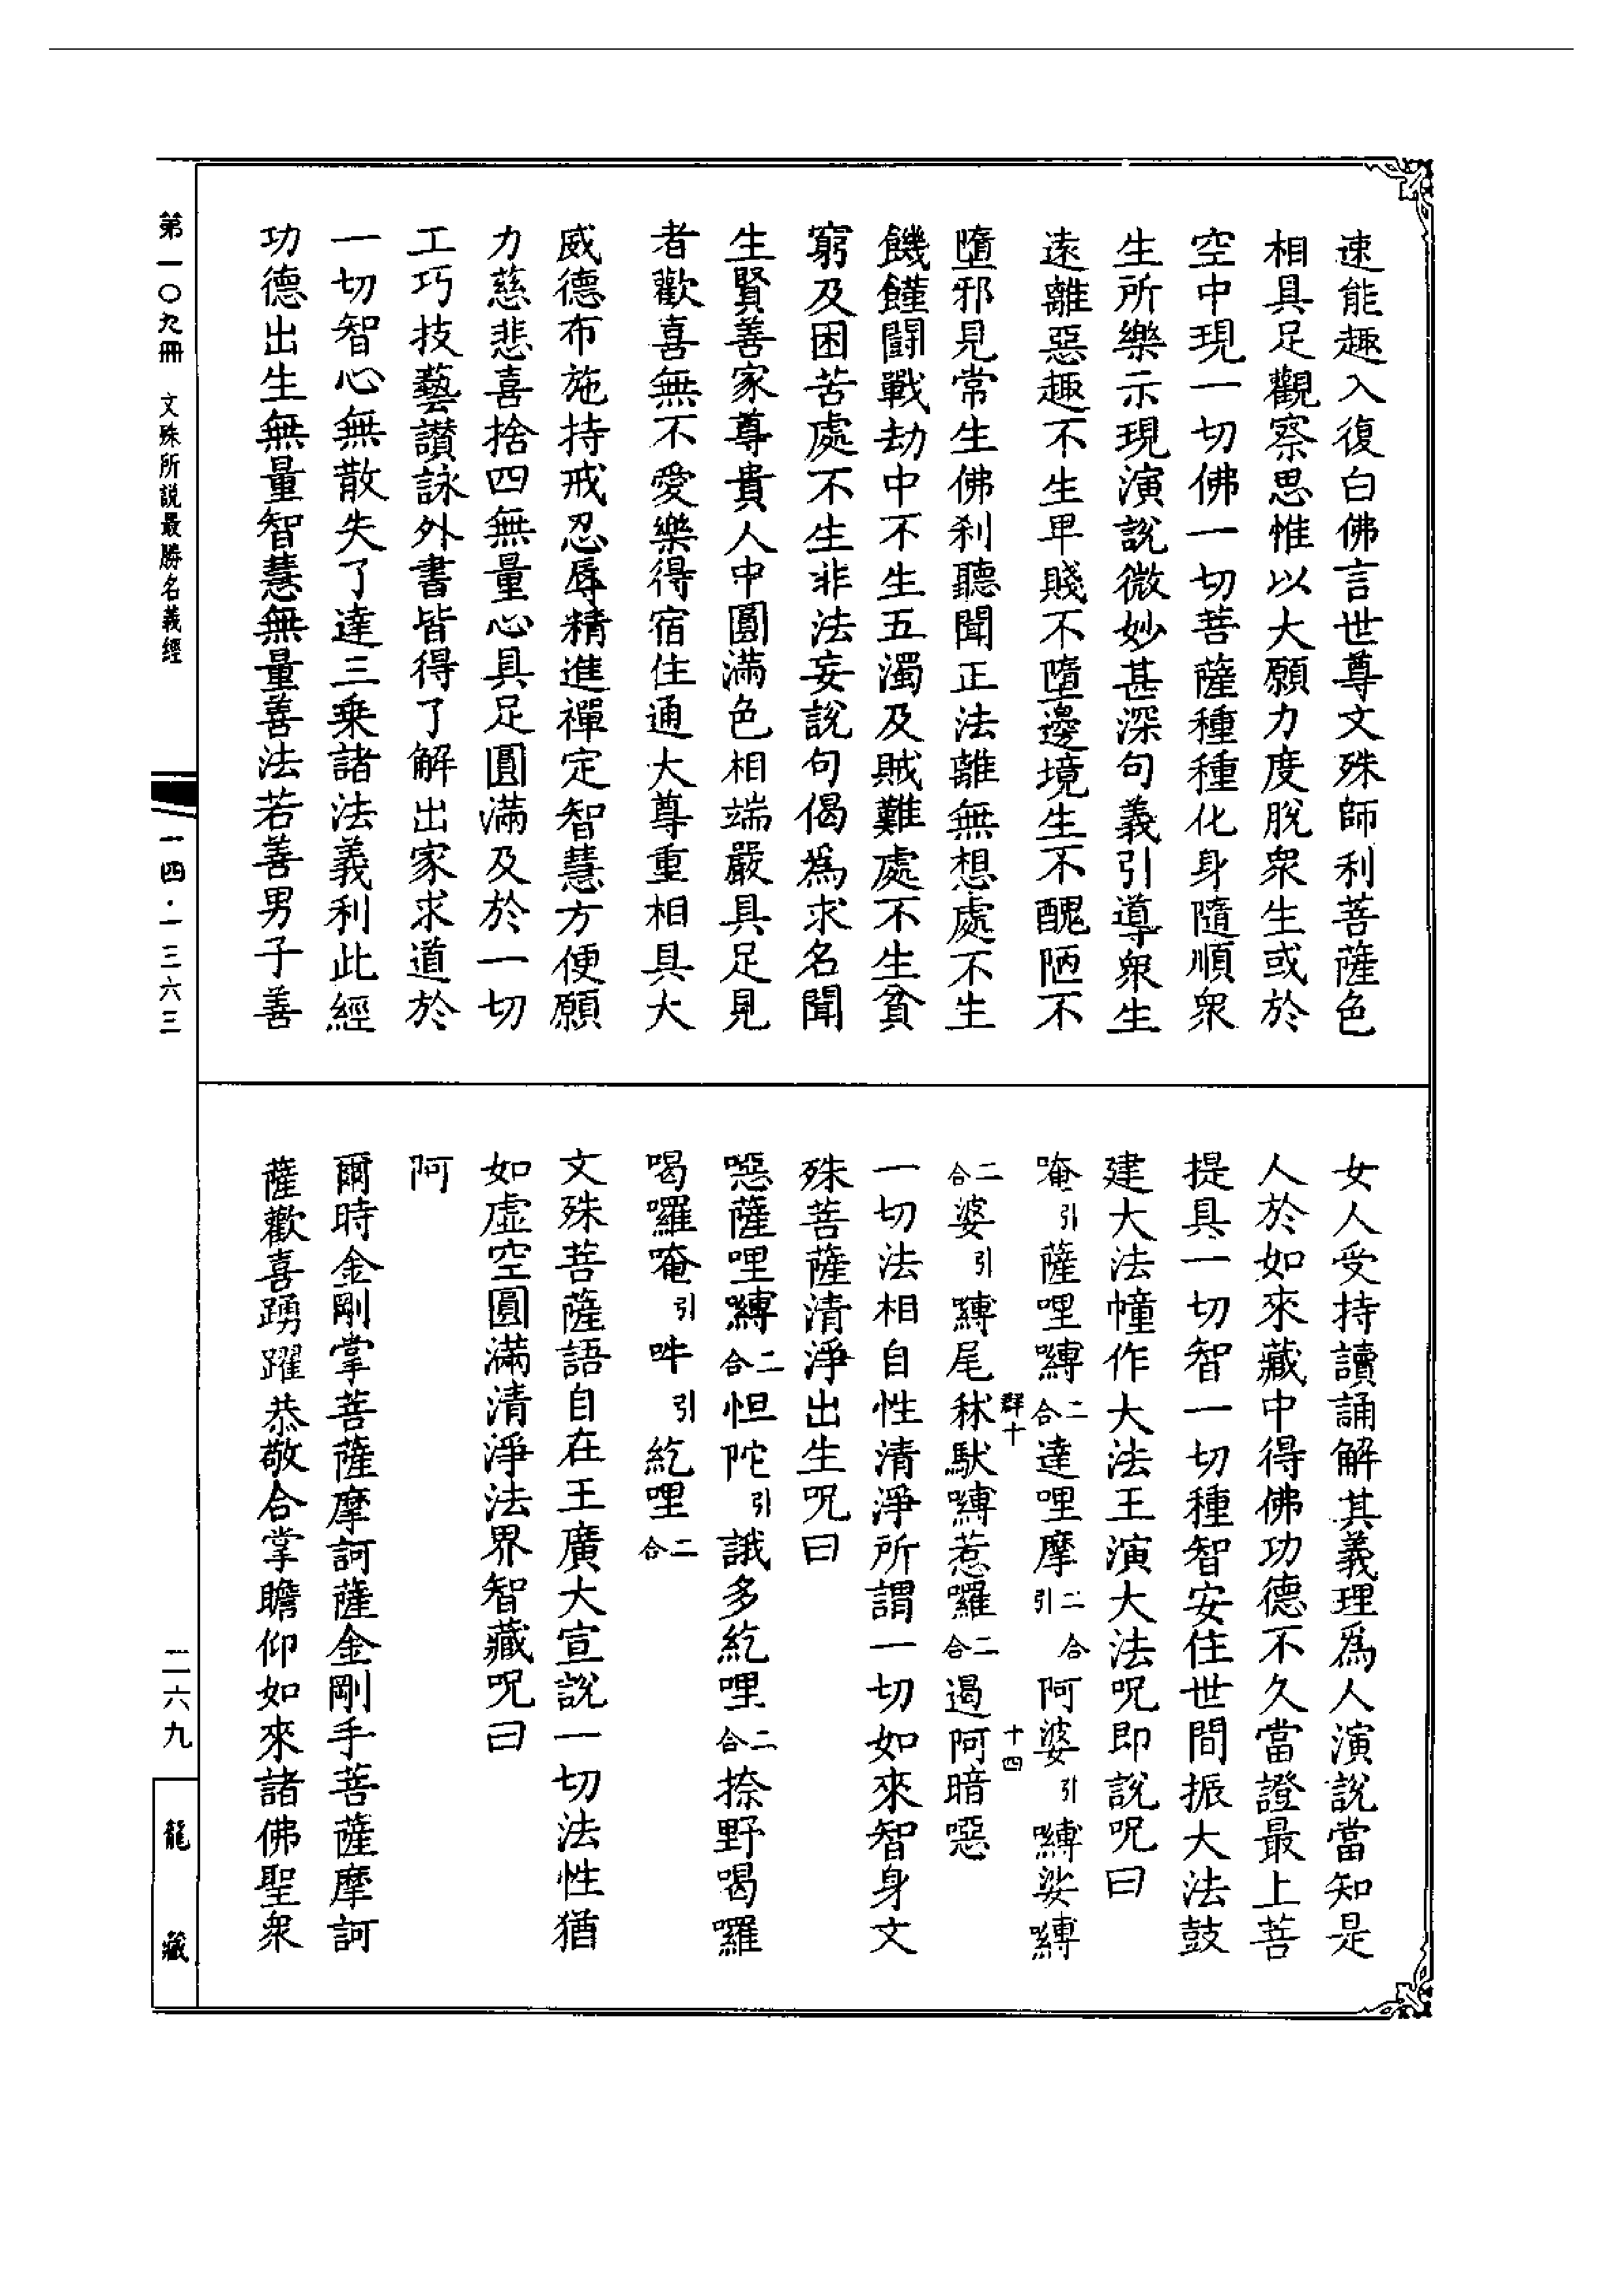 速能趣入復白佛言世尊文殊師利菩薩色
相具足觀察思惟以大願力度脫衆生或於
空中現一切佛一切菩薩種種化身隨順衆
生所樂示現演說微妙甚深句義引導衆生
遠離惡趣不生卑賤不墮邊境生不醜陋不
墮邪見常生佛刹聽聞正法離無想處不生
饑饉鬪戰劫中不生五濁及賊難處不生貧
窮及困苦處不生非法妄說句偈爲求名聞
生賢善家尊貴人中圓滿色相端嚴具足見
者歡喜無不愛樂得宿住通大尊重相具大
威德布施持戒忍辱精進禪定智慧方便願
力慈悲喜捨四無量心具足圓滿及於一切
工巧技藝讚詠外書皆得了解出家求道於
一切智心無散失了達三乘諸法義利此經
功德出生無量智慧無量善法若善男子善
女人受持讀誦解其義理爲人演說當知是
人於如來藏中得佛功德不久當證最上菩
提具一切智一切種智安住世間振大法鼓
建大法幢作大法王演大法呪即說呪曰
唵引薩哩嚩二合達哩摩二合引阿婆引嚩娑嚩
二合婆引嚩尾秫馱嚩惹囉二合遏阿暗惡
群十 十四
一切法相自性清淨所謂一切如來智身文
殊菩薩清淨出生呪曰
噁薩哩嚩二合怛陀引誐多紇哩二合捺野喝囉
喝囉唵引吽引紇哩二合
文殊菩薩語自在王廣大宣說一切法性猶
如虛空圓滿清淨法界智藏呪曰
阿
爾時金剛掌菩薩摩訶薩金剛手菩薩摩訶
薩歡喜踴躍恭敬合掌瞻仰如來諸佛聖衆
第一〇九冊 文殊所説最勝名義經
一四·一三六三
二六九
龍藏